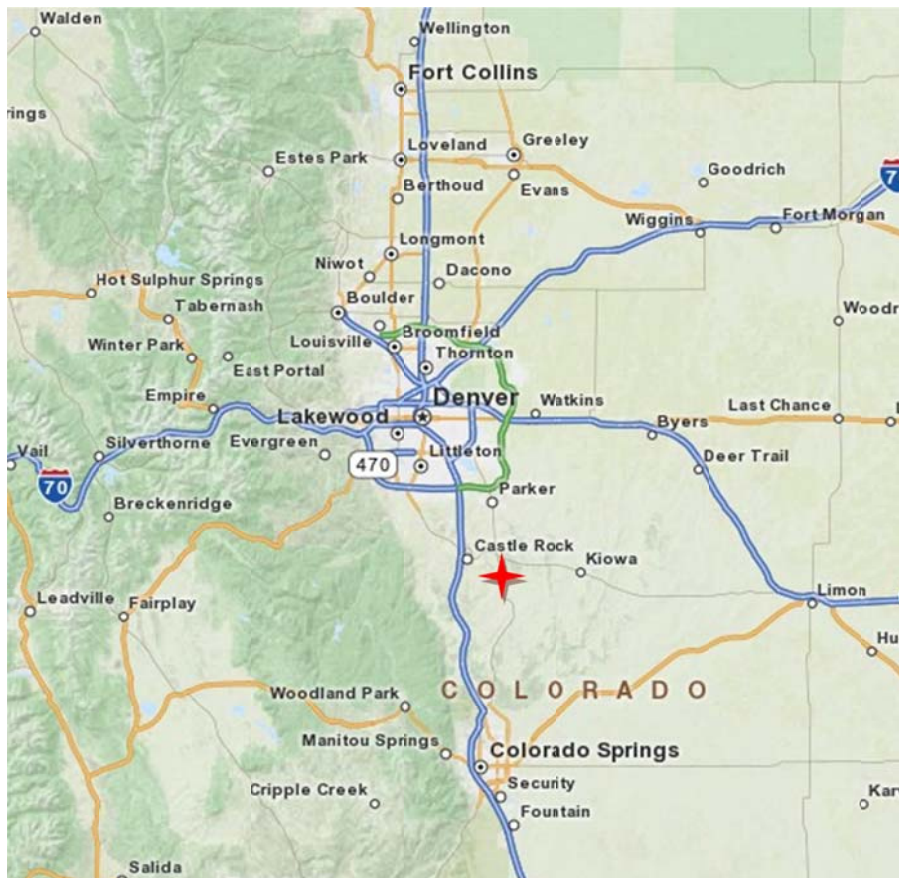 Walden
Wellington
Fort Collins
rings
Loveland
Greeley
Estes Park
Goodrich
Berthoud
Evans
70
7
Wiggins
Fort Morgan
Longmont
Niwot
Dacono
Hot Sulphur Springs
Boulder
Tabernash
Woodr
Broomfield
Winter Park
Louisville
Thornton
East Portal
Empire
Denver
Watkins
Last Chance
L
Lakewood
Byers
Evergreen
Silverthorne
Vail
Littleton
470
Deer Trail
Parker
Breckenridge
Castle Rock
Kiowa
Leadville
Fairplay
Limon
Hu
Woodland Park
COLORADO
Manitou Springs
Colorado Springs
Cripple Creek
Security
Kar
Fountain
Salida